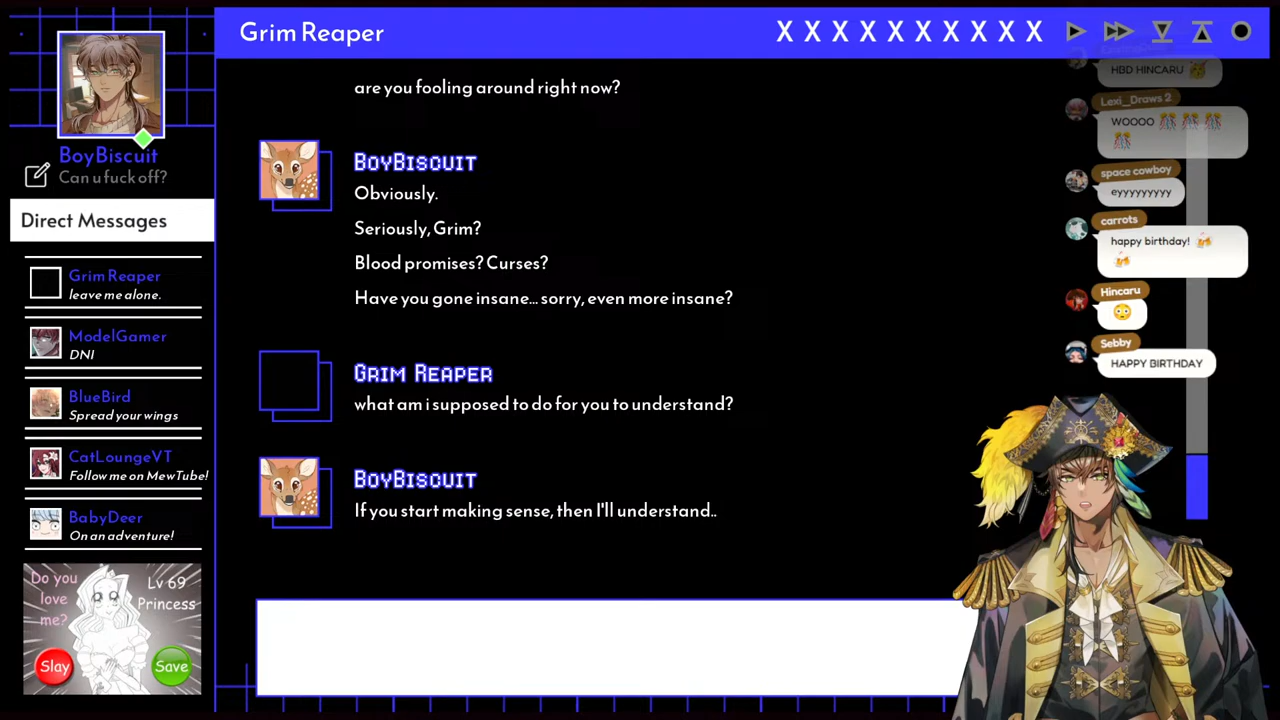 Grim Reaper
X X X X X X X X X X
BoyBiscuit
Can u fuck off?
Direct Messages
Grim Reaper
leave me alone.
ModelGamer
DNI
BlueBird
Spread your wings
CatLoungeVT
Follow me on MewTube!
BabyDeer
On an adventure!
Do you
love
me?
Lv 69
Princess
Slay
Save
are you fooling around right now?
BoyBiscuit
Obviously.
Seriously, Grim?
Blood promises? Curses?
Have you gone insane... sorry, even more insane?
Grim Reaper
what am i supposed to do for you to understand?
BoyBiscuit
If you start making sense, then I'll understand..
HBD HINCARU 🥳
Lexi_Draws 2
WOOOO 🎊 🎊 🎊
🎊
space cowboy
eyyyyyyyyy
carrots
happy birthday! 🍻
🍻
Hincaru
😳
Sebby
HAPPY BIRTHDAY